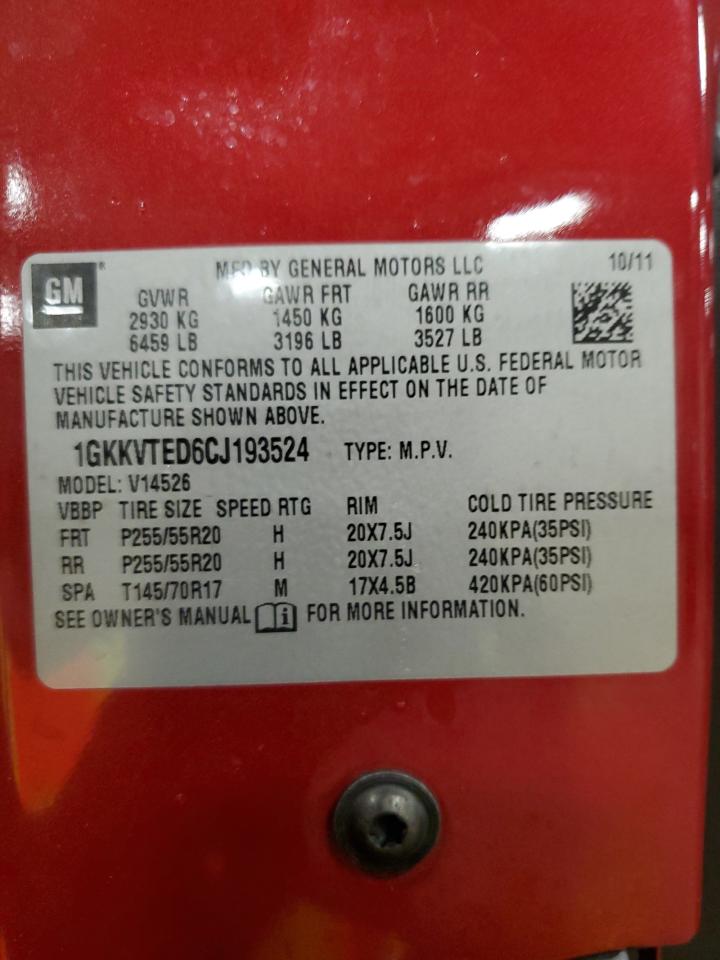 GM ® MFD BY GENERAL MOTORS LLC 10/11
GVWR GAWR FRT GAWR RR
2930 KG 1450 KG 1600 KG
6459 LB 3196 LB 3527 LB
THIS VEHICLE CONFORMS TO ALL APPLICABLE U.S. FEDERAL MOTOR
VEHICLE SAFETY STANDARDS IN EFFECT ON THE DATE OF
MANUFACTURE SHOWN ABOVE.
1GKKVTED6CJ193524 TYPE: M.P.V.
MODEL: V14526
VBBP TIRE SIZE SPEED RTG RIM COLD TIRE PRESSURE
FRT P255/55R20 H 20X7.5J 240KPA(35PSI)
RR P255/55R20 H 20X7.5J 240KPA(35PSI)
SPA T145/70R17 M 17X4.5B 420KPA(60PSI)
SEE OWNER'S MANUAL i FOR MORE INFORMATION.